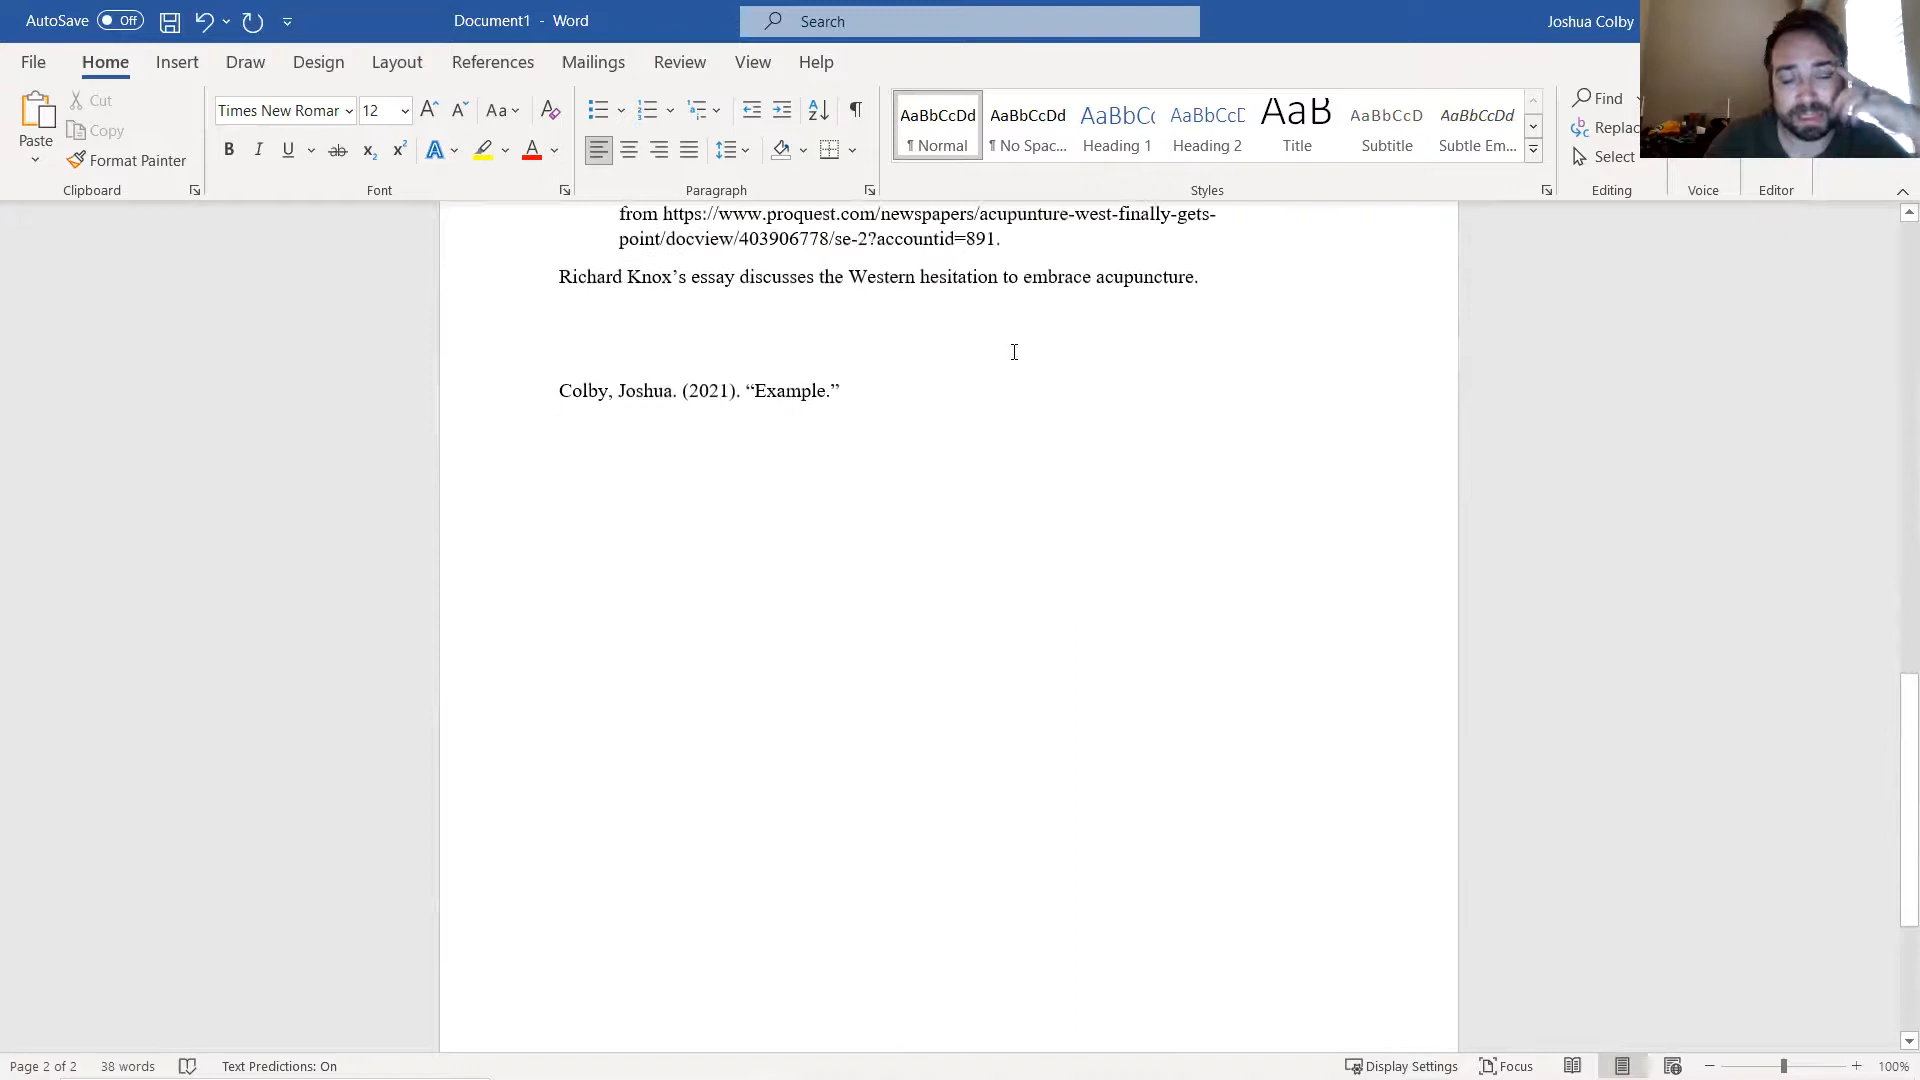 AutoSave Off Document1 - Word Search Joshua Colby
File Home Insert Draw Design Layout References Mailings Review View Help
Paste Cut Copy Format Painter
Times New Romar 12
AaBbCcDd AaBbCcDd AaBbCc AaBbCcD AaB AaBbCcD AaBbCcDd
¶ Normal ¶ No Spac... Heading 1 Heading 2 Title Subtitle Subtle Em...
Find
Replac
Select
Clipboard Font Paragraph Styles Editing Voice Editor
from https://www.proquest.com/newspapers/acupunture-west-finally-gets-
point/docview/403906778/se-2?accountid=891.
Richard Knox’s essay discusses the Western hesitation to embrace acupuncture.
Colby, Joshua. (2021). “Example.”
Page 2 of 2 38 words Text Predictions: On Display Settings Focus 100%